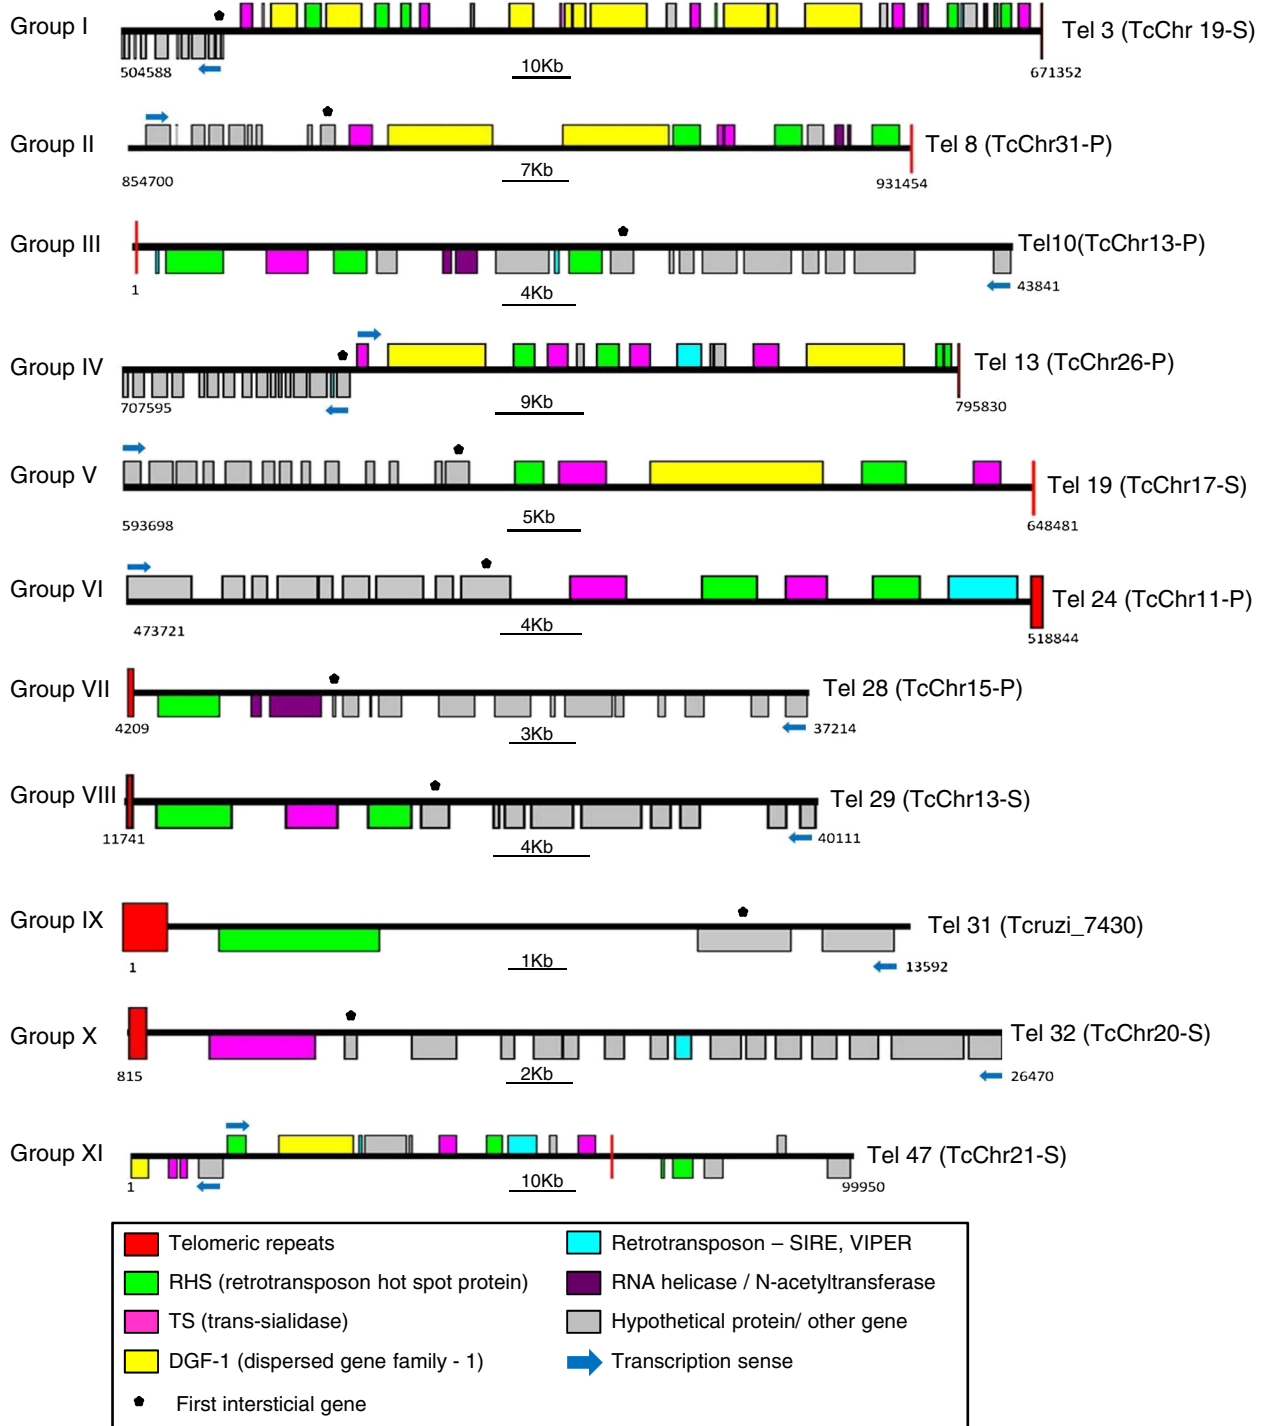 Group I
Tel 3 (TcChr 19-S)
504588
10Kb
671352
Group II
Tel 8 (TcChr31-P)
854700
7Kb
931454
Group III
Tel10(TcChr13-P)
1
4Kb
43841
Group IV
Tel 13 (TcChr26-P)
707595
9Kb
795830
Group V
Tel 19 (TcChr17-S)
593698
5Kb
648481
Group VI
Tel 24 (TcChr11-P)
473721
4Kb
518844
Group VII
Tel 28 (TcChr15-P)
4209
3Kb
37214
Group VIII
Tel 29 (TcChr13-S)
11741
4Kb
40111
Group IX
Tel 31 (Tcruzi_7430)
1
1Kb
13592
Group X
Tel 32 (TcChr20-S)
815
2Kb
26470
Group XI
Tel 47 (TcChr21-S)
1
10Kb
99950
Telomeric repeats
Retrotransposon – SIRE, VIPER
RHS (retrotransposon hot spot protein)
RNA helicase / N-acetyltransferase
TS (trans-sialidase)
Hypothetical protein/ other gene
DGF-1 (dispersed gene family - 1)
Transcription sense
First intersticial gene